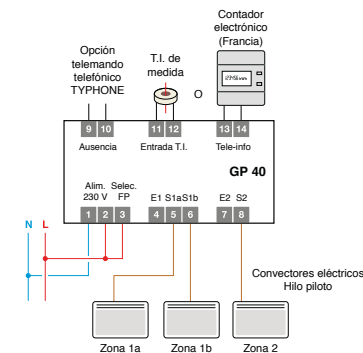 Contador
electrónico
(Francia)
Opción
telemando
telefónico
TYPHONE
T.I. de
medida
O
9 10 11 12 13 14
Ausencia Entrada T.I. Tele-info
GP 40
Alim. Selec.
230 V FP E1 S1a S1b E2 S2
1 2 3 4 5 6 7 8
N L
Convectores eléctricos
Hilo piloto
Zona 1a Zona 1b Zona 2